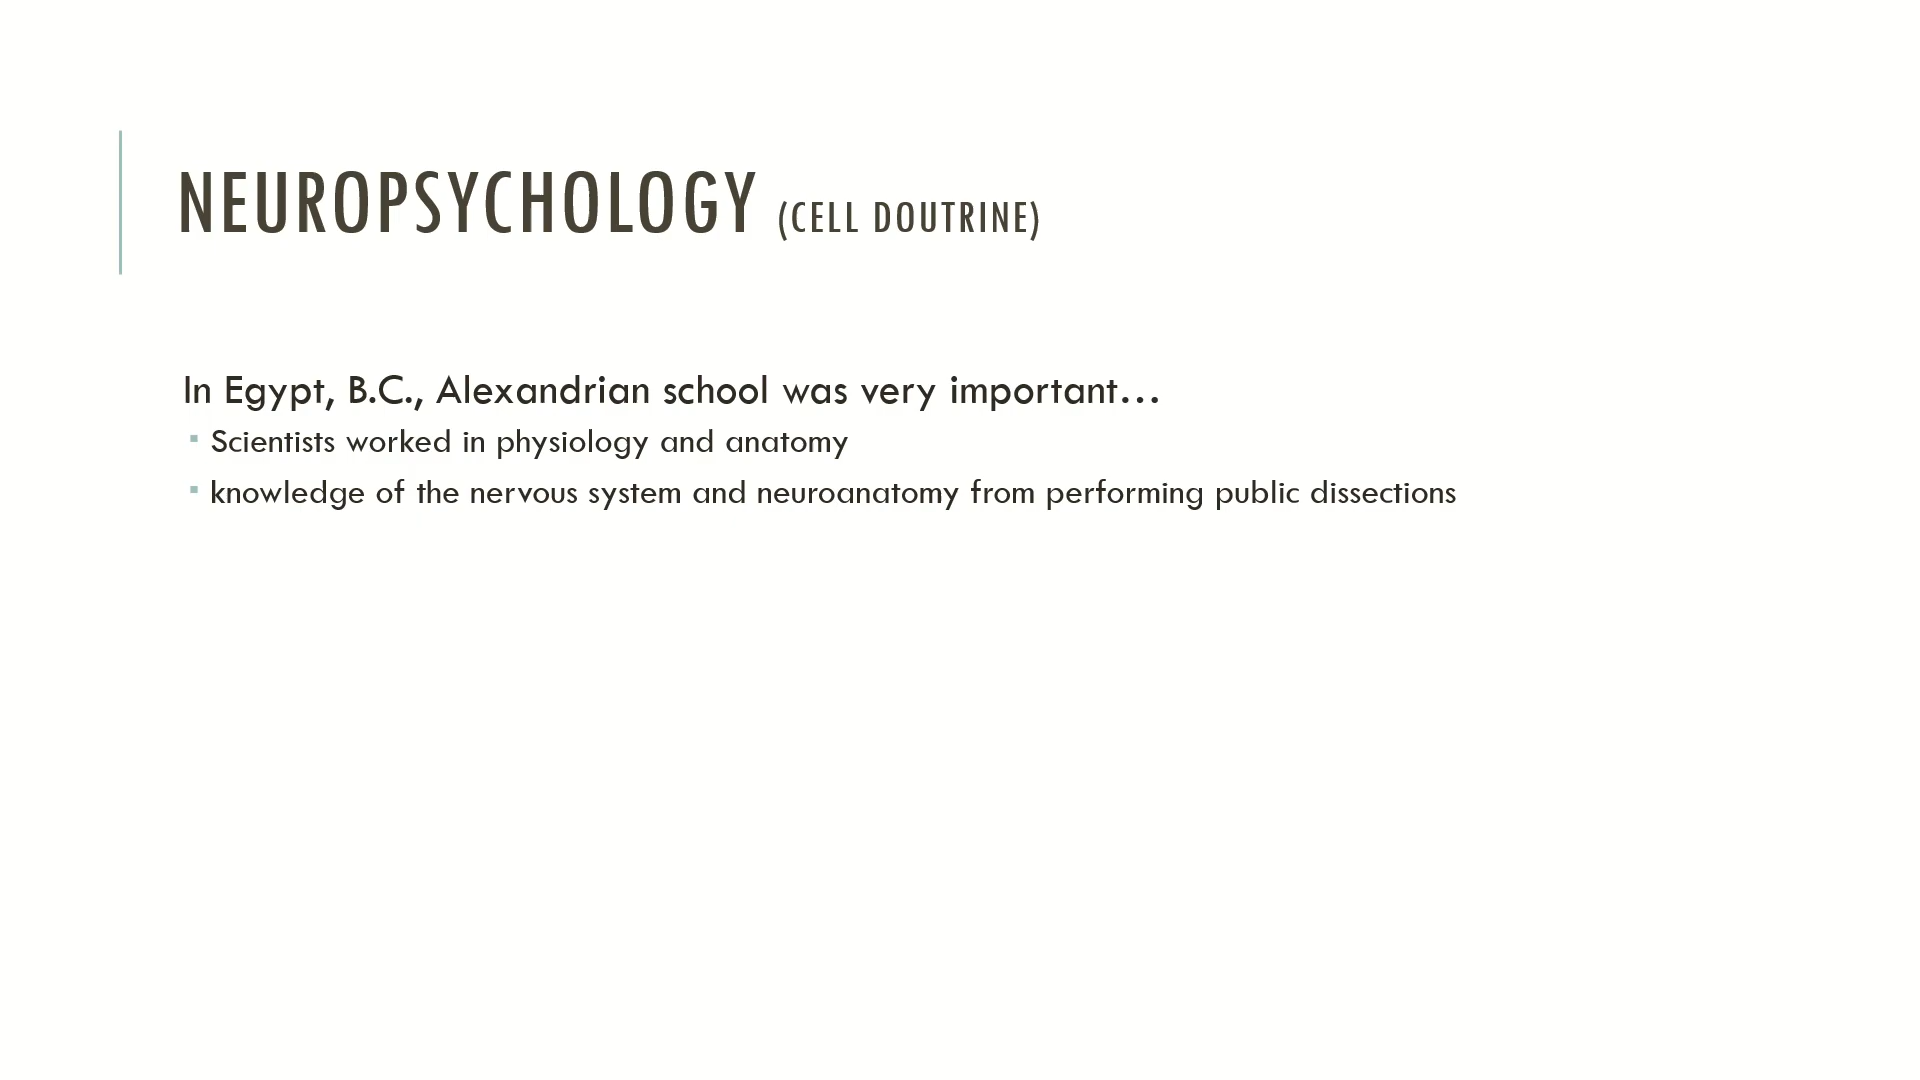 NEUROPSYCHOLOGY (CELL DOUTRINE)
In Egypt, B.C., Alexandrian school was very important…
▪ Scientists worked in physiology and anatomy
▪ knowledge of the nervous system and neuroanatomy from performing public dissections